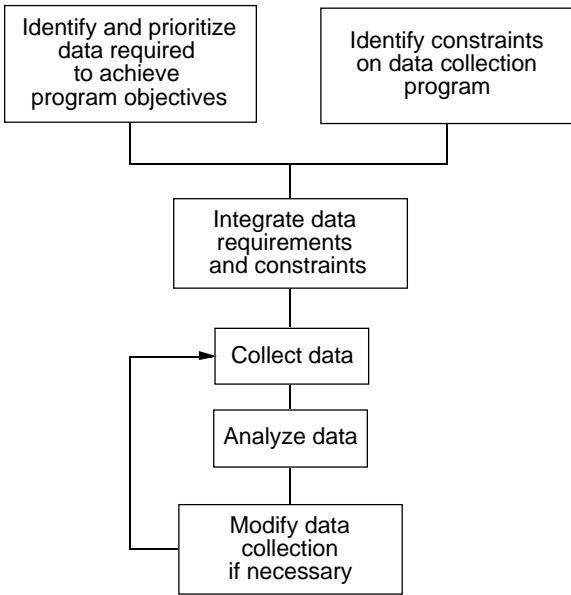 Identify and prioritize
data required
to achieve
program objectives
Identify constraints
on data collection
program
Integrate data
requirements
and constraints
Collect data
Analyze data
Modify data
collection
if necessary